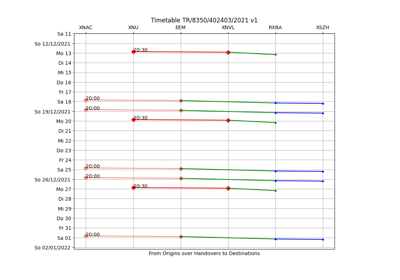 Timetable TR/8350/402403/2021 v1
XNAC XNU EEM XNVL RXBA XSZH
Sa 11
So 12/12/2021
Mo 13
20:30
Di 14
Mi 15
Do 16
Fr 17
Sa 18
20:00
So 19/12/2021
20:00
Mo 20
20:30
Di 21
Mi 22
Do 23
Fr 24
Sa 25
20:00
So 26/12/2021
20:00
Mo 27
20:30
Di 28
Mi 29
Do 30
Fr 31
Sa 01
20:00
So 02/01/2022
From Origins over Handovers to Destinations